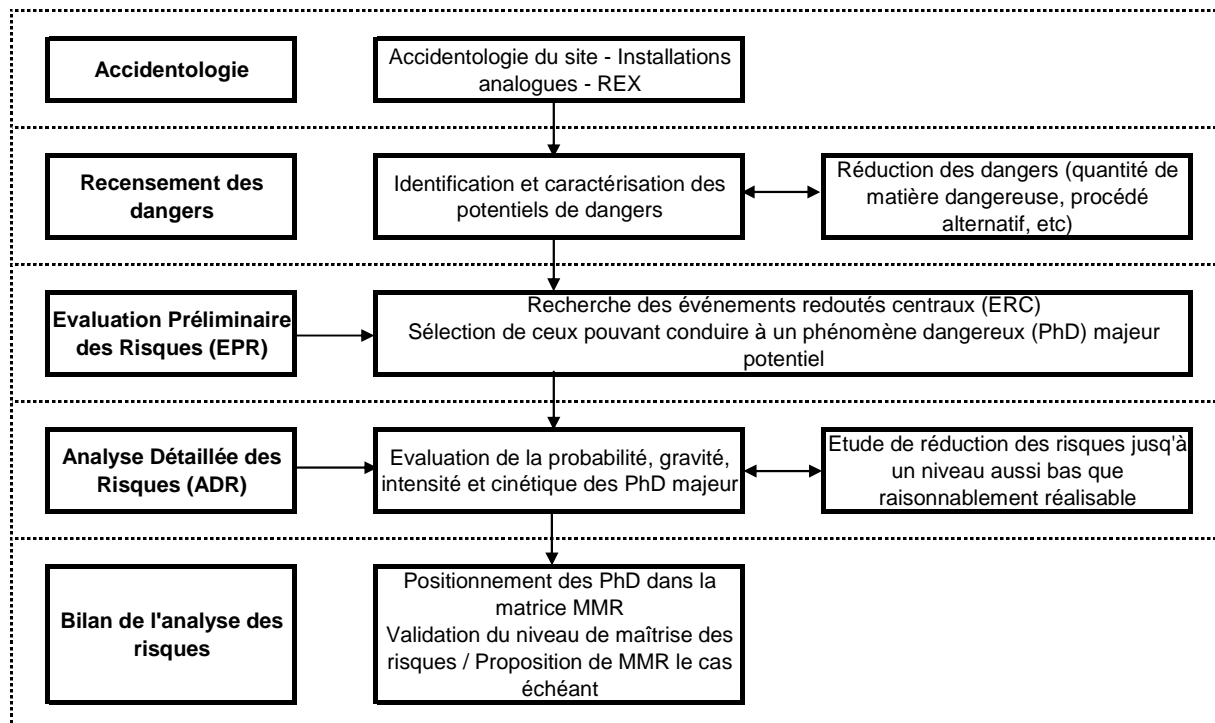 Accidentologie
Accidentologie du site - Installations
analogues - REX
Recensement des
dangers
Identification et caractérisation des
potentiels de dangers
Réduction des dangers (quantité de
matière dangereuse, procédé
alternatif, etc)
Evaluation Préliminaire
des Risques (EPR)
Recherche des événements redoutés centraux (ERC)
Sélection de ceux pouvant conduire à un phénomène dangereux (PhD) majeur
potentiel
Analyse Détaillée des
Risques (ADR)
Evaluation de la probabilité, gravité,
intensité et cinétique des PhD majeur
Etude de réduction des risques jusqu'à
un niveau aussi bas que
raisonnablement réalisable
Bilan de l'analyse des
risques
Positionnement des PhD dans la
matrice MMR
Validation du niveau de maîtrise des
risques / Proposition de MMR le cas
échéant